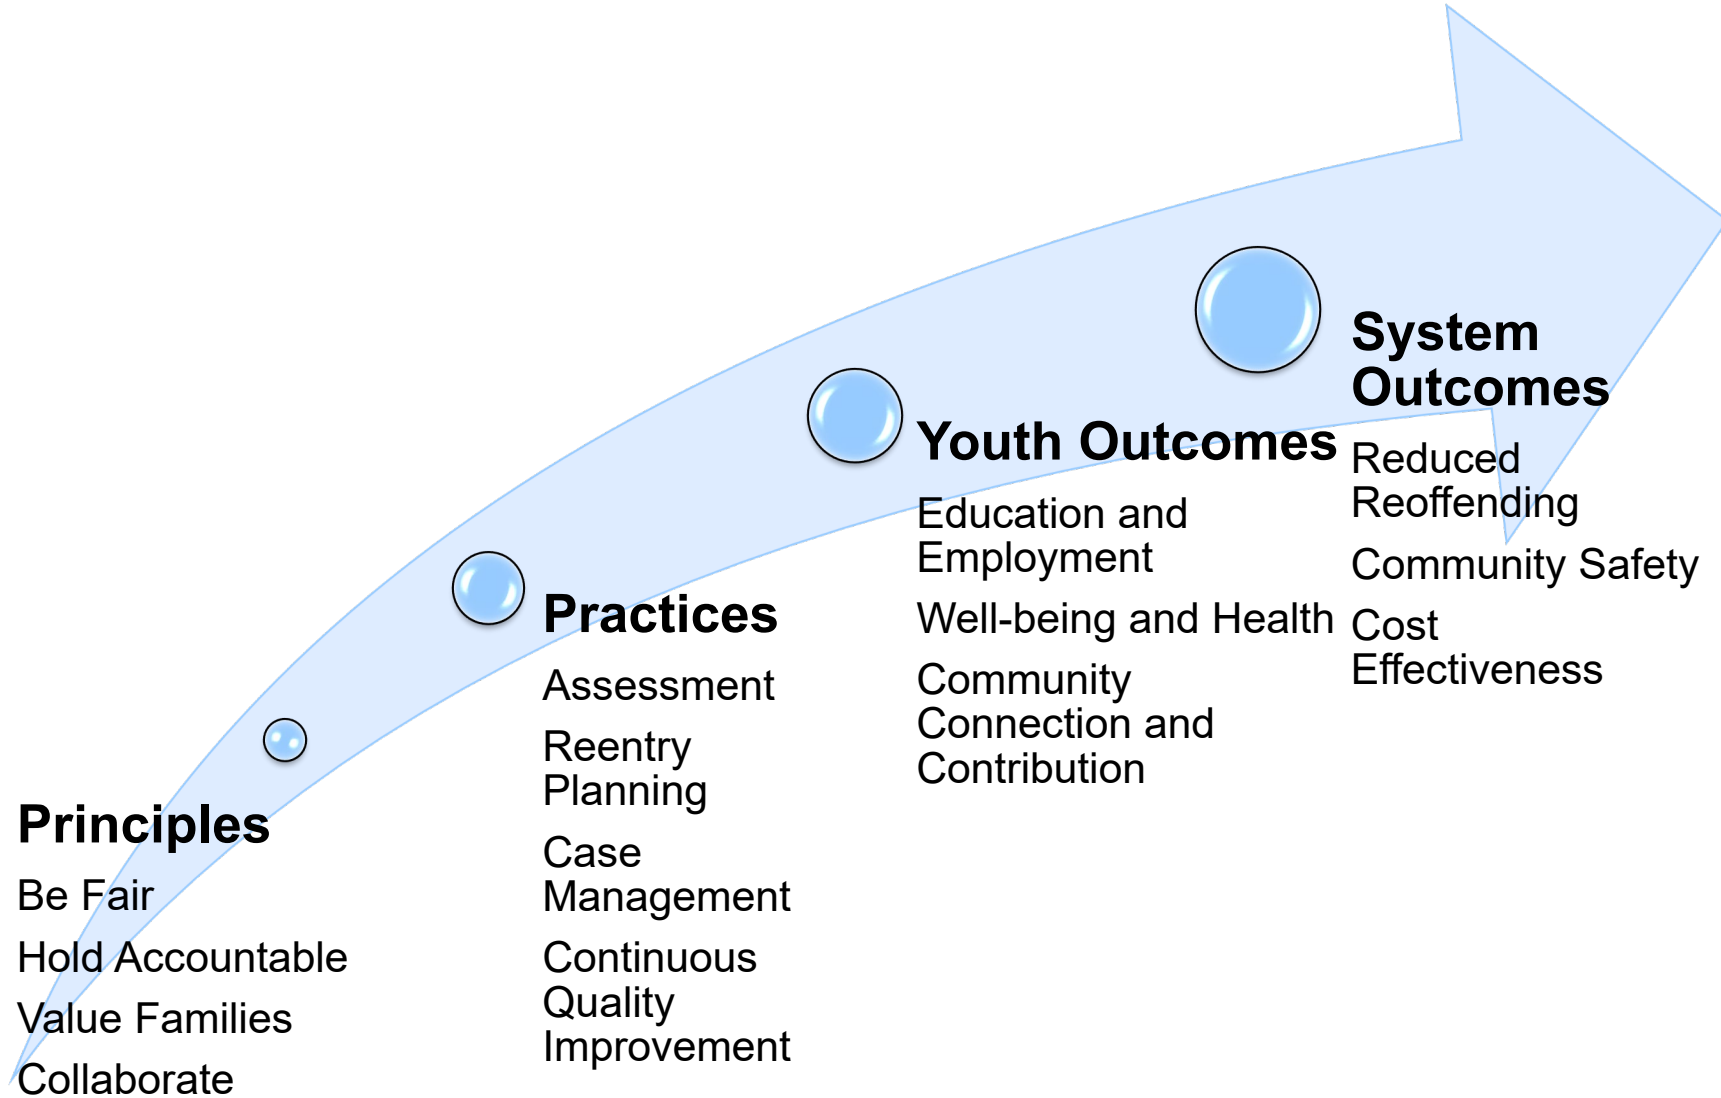 Principles
Be Fair
Hold Accountable
Value Families
Collaborate
Practices
Assessment
Reentry
Planning
Case
Management
Continuous
Quality
Improvement
Youth Outcomes
Education and
Employment
Well-being and Health
Community
Connection and
Contribution
System
Outcomes
Reduced
Reoffending
Community Safety
Cost
Effectiveness